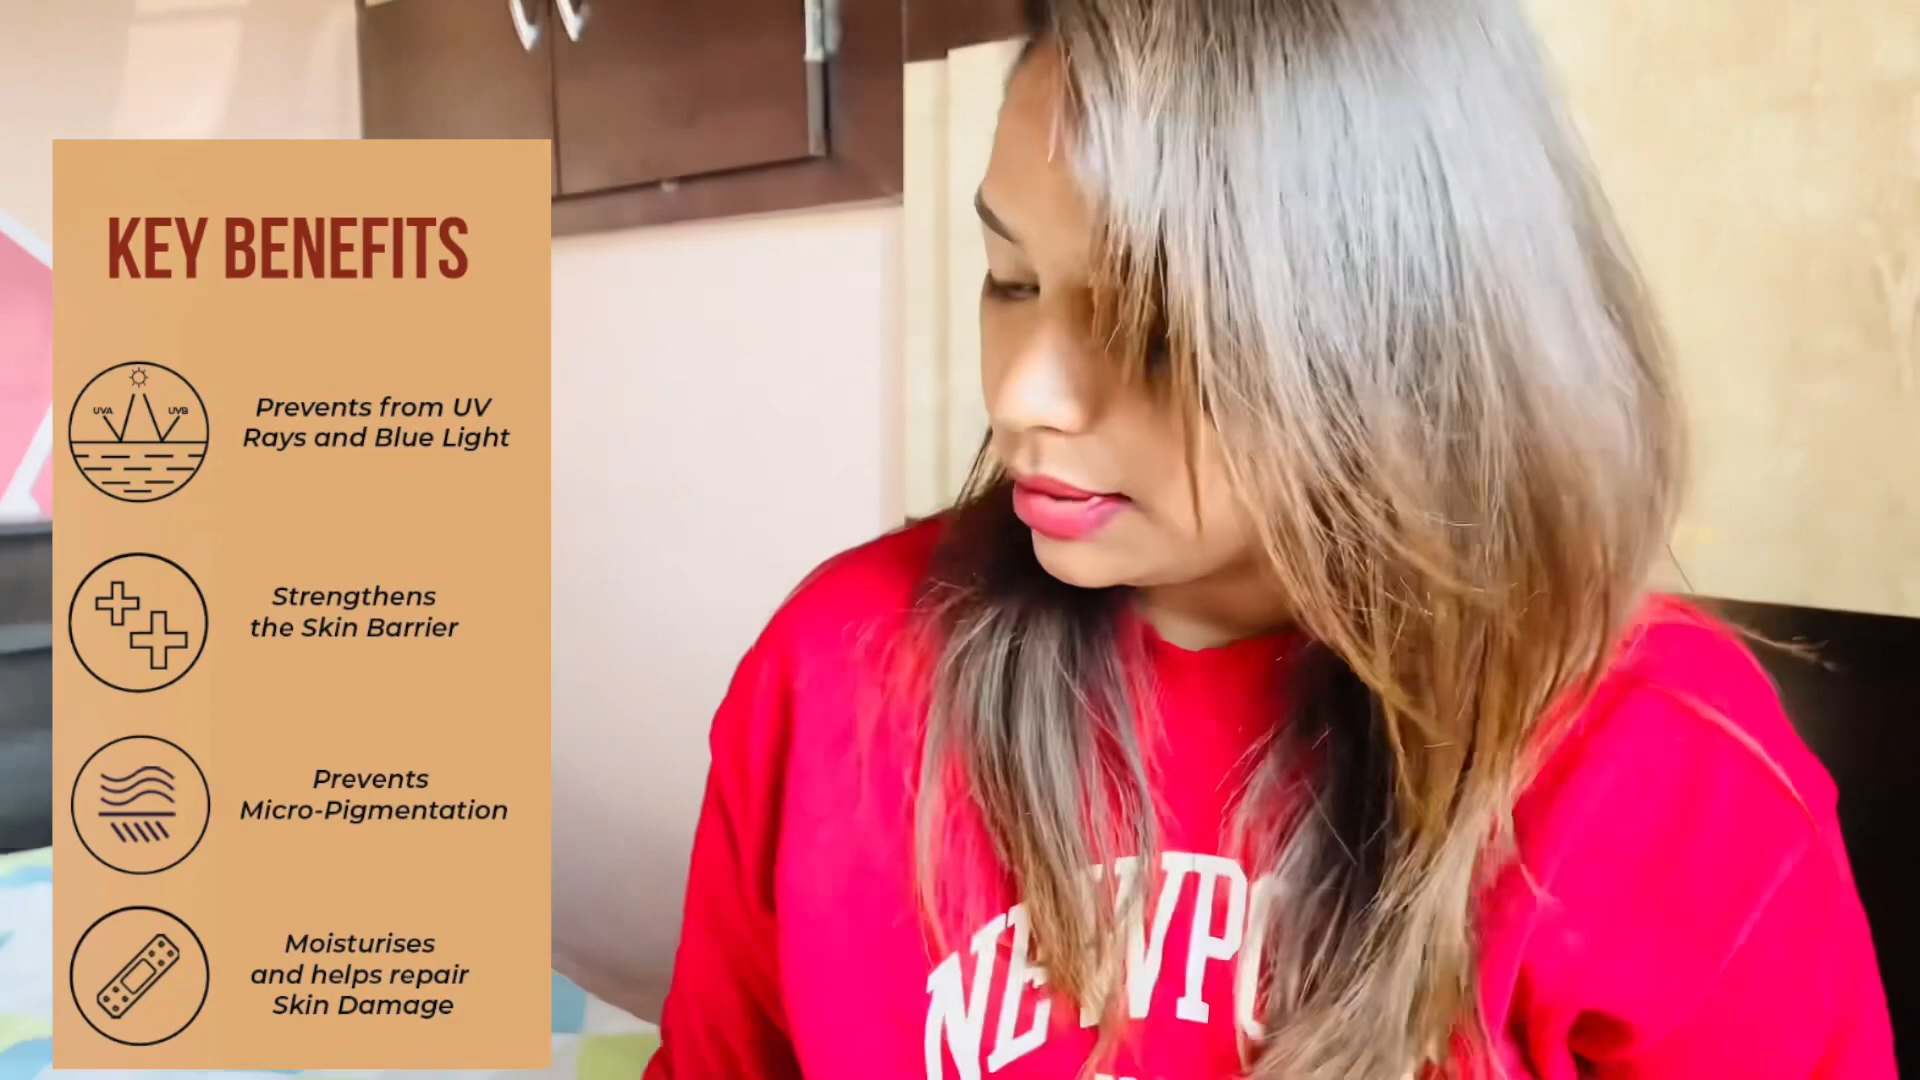 KEY BENEFITS
UVA
UVB
Prevents from UV
Rays and Blue Light
Strengthens
the Skin Barrier
Prevents
Micro-Pigmentation
Moisturises
and helps repair
Skin Damage